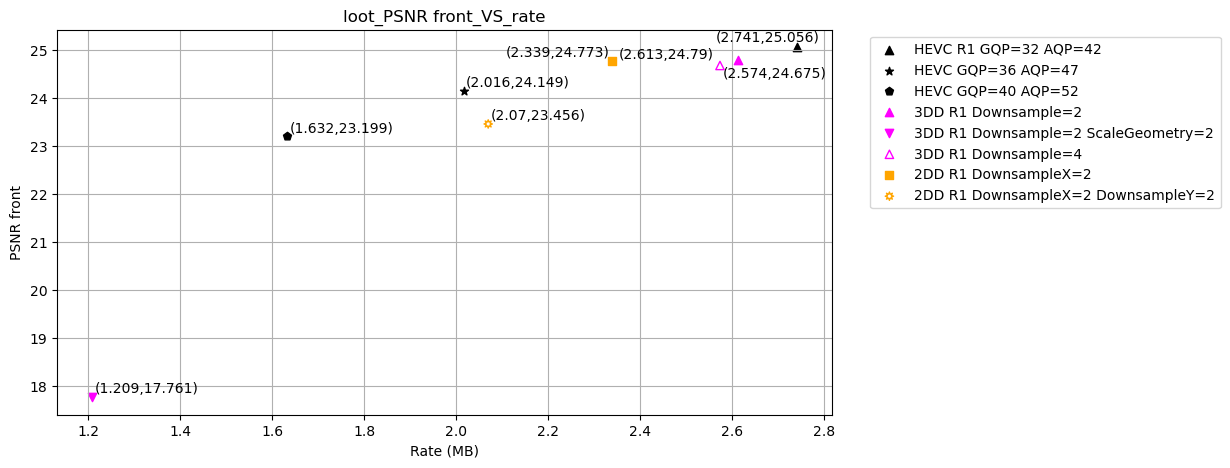 loot_PSNR front_VS_rate
PSNR front
25
24
23
22
21
20
19
18
(2.741,25.056)
(2.339,24.773)
(2.613,24.79)
(2.574,24.675)
(2.016,24.149)
(2.07,23.456)
(1.632,23.199)
(1.209,17.761)
1.2 1.4 1.6 1.8 2.0 2.2 2.4 2.6 2.8
Rate (MB)
HEVC R1 GQP=32 AQP=42
HEVC GQP=36 AQP=47
HEVC GQP=40 AQP=52
3DD R1 Downsample=2
3DD R1 Downsample=2 ScaleGeometry=2
3DD R1 Downsample=4
2DD R1 DownsampleX=2
2DD R1 DownsampleX=2 DownsampleY=2